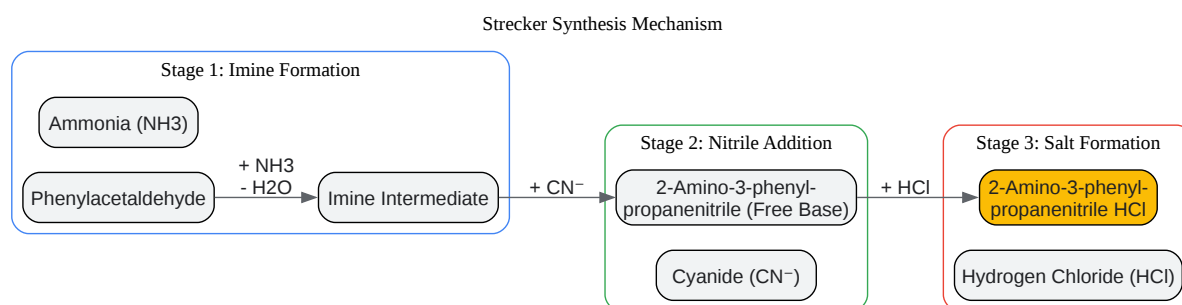 Strecker Synthesis Mechanism
Stage 1: Imine Formation
Ammonia (NH3)
Phenylacetaldehyde
+ NH3
- H2O
Imine Intermediate
+ CN⁻
Stage 2: Nitrile Addition
2-Amino-3-phenyl-
propanenitrile (Free Base)
Cyanide (CN⁻)
+ HCl
Stage 3: Salt Formation
2-Amino-3-phenyl-
propanenitrile HCl
Hydrogen Chloride (HCl)